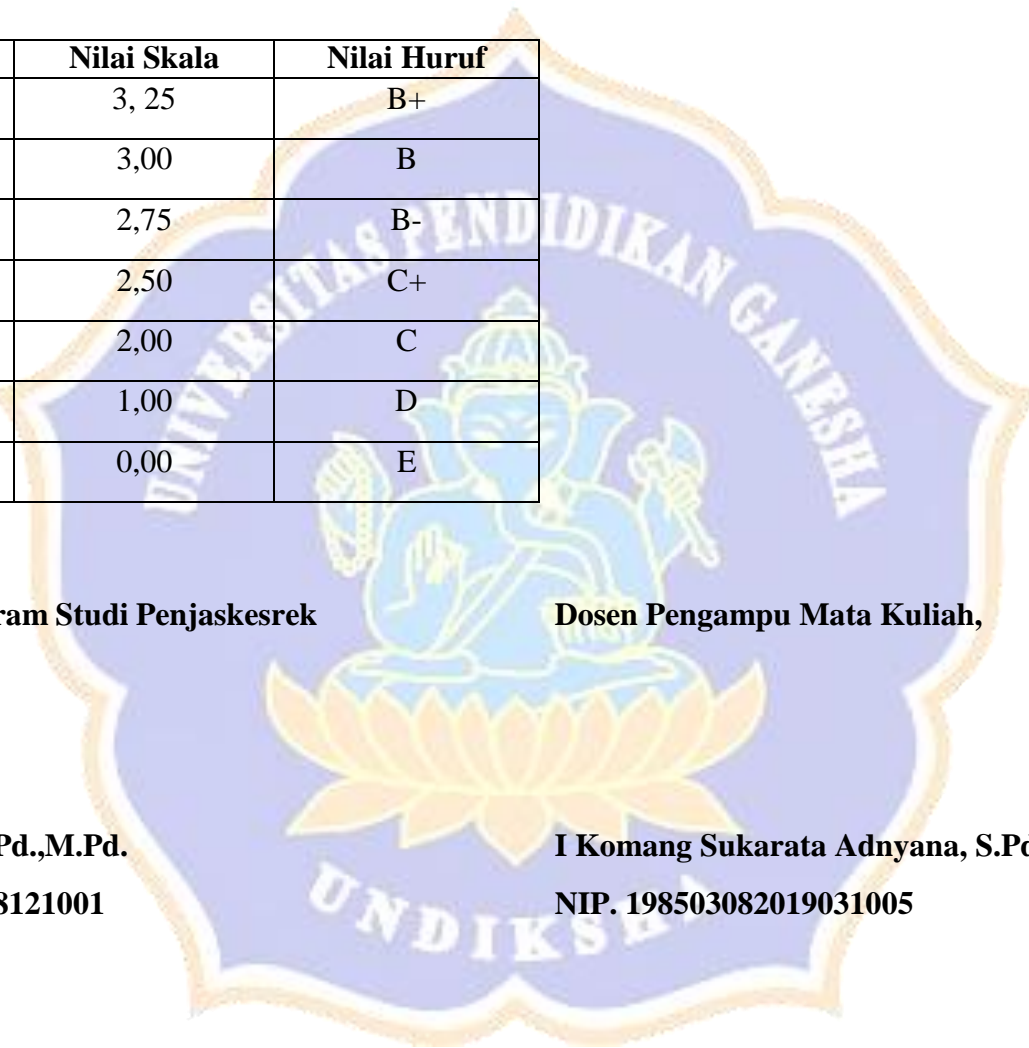 Nilai Skala Nilai Huruf
3, 25 B+
3,00 B
2,75 B-
2,50 C+
2,00 C
1,00 D
0,00 E
UNIVERSITAS PENDIDIKAN GANESHA
ram Studi Penjaskesrek Dosen Pengampu Mata Kuliah,
Pd.,M.Pd. I Komang Sukarata Adnyana, S.Pd
8121001 NIP. 198503082019031005
UNDIKSHA